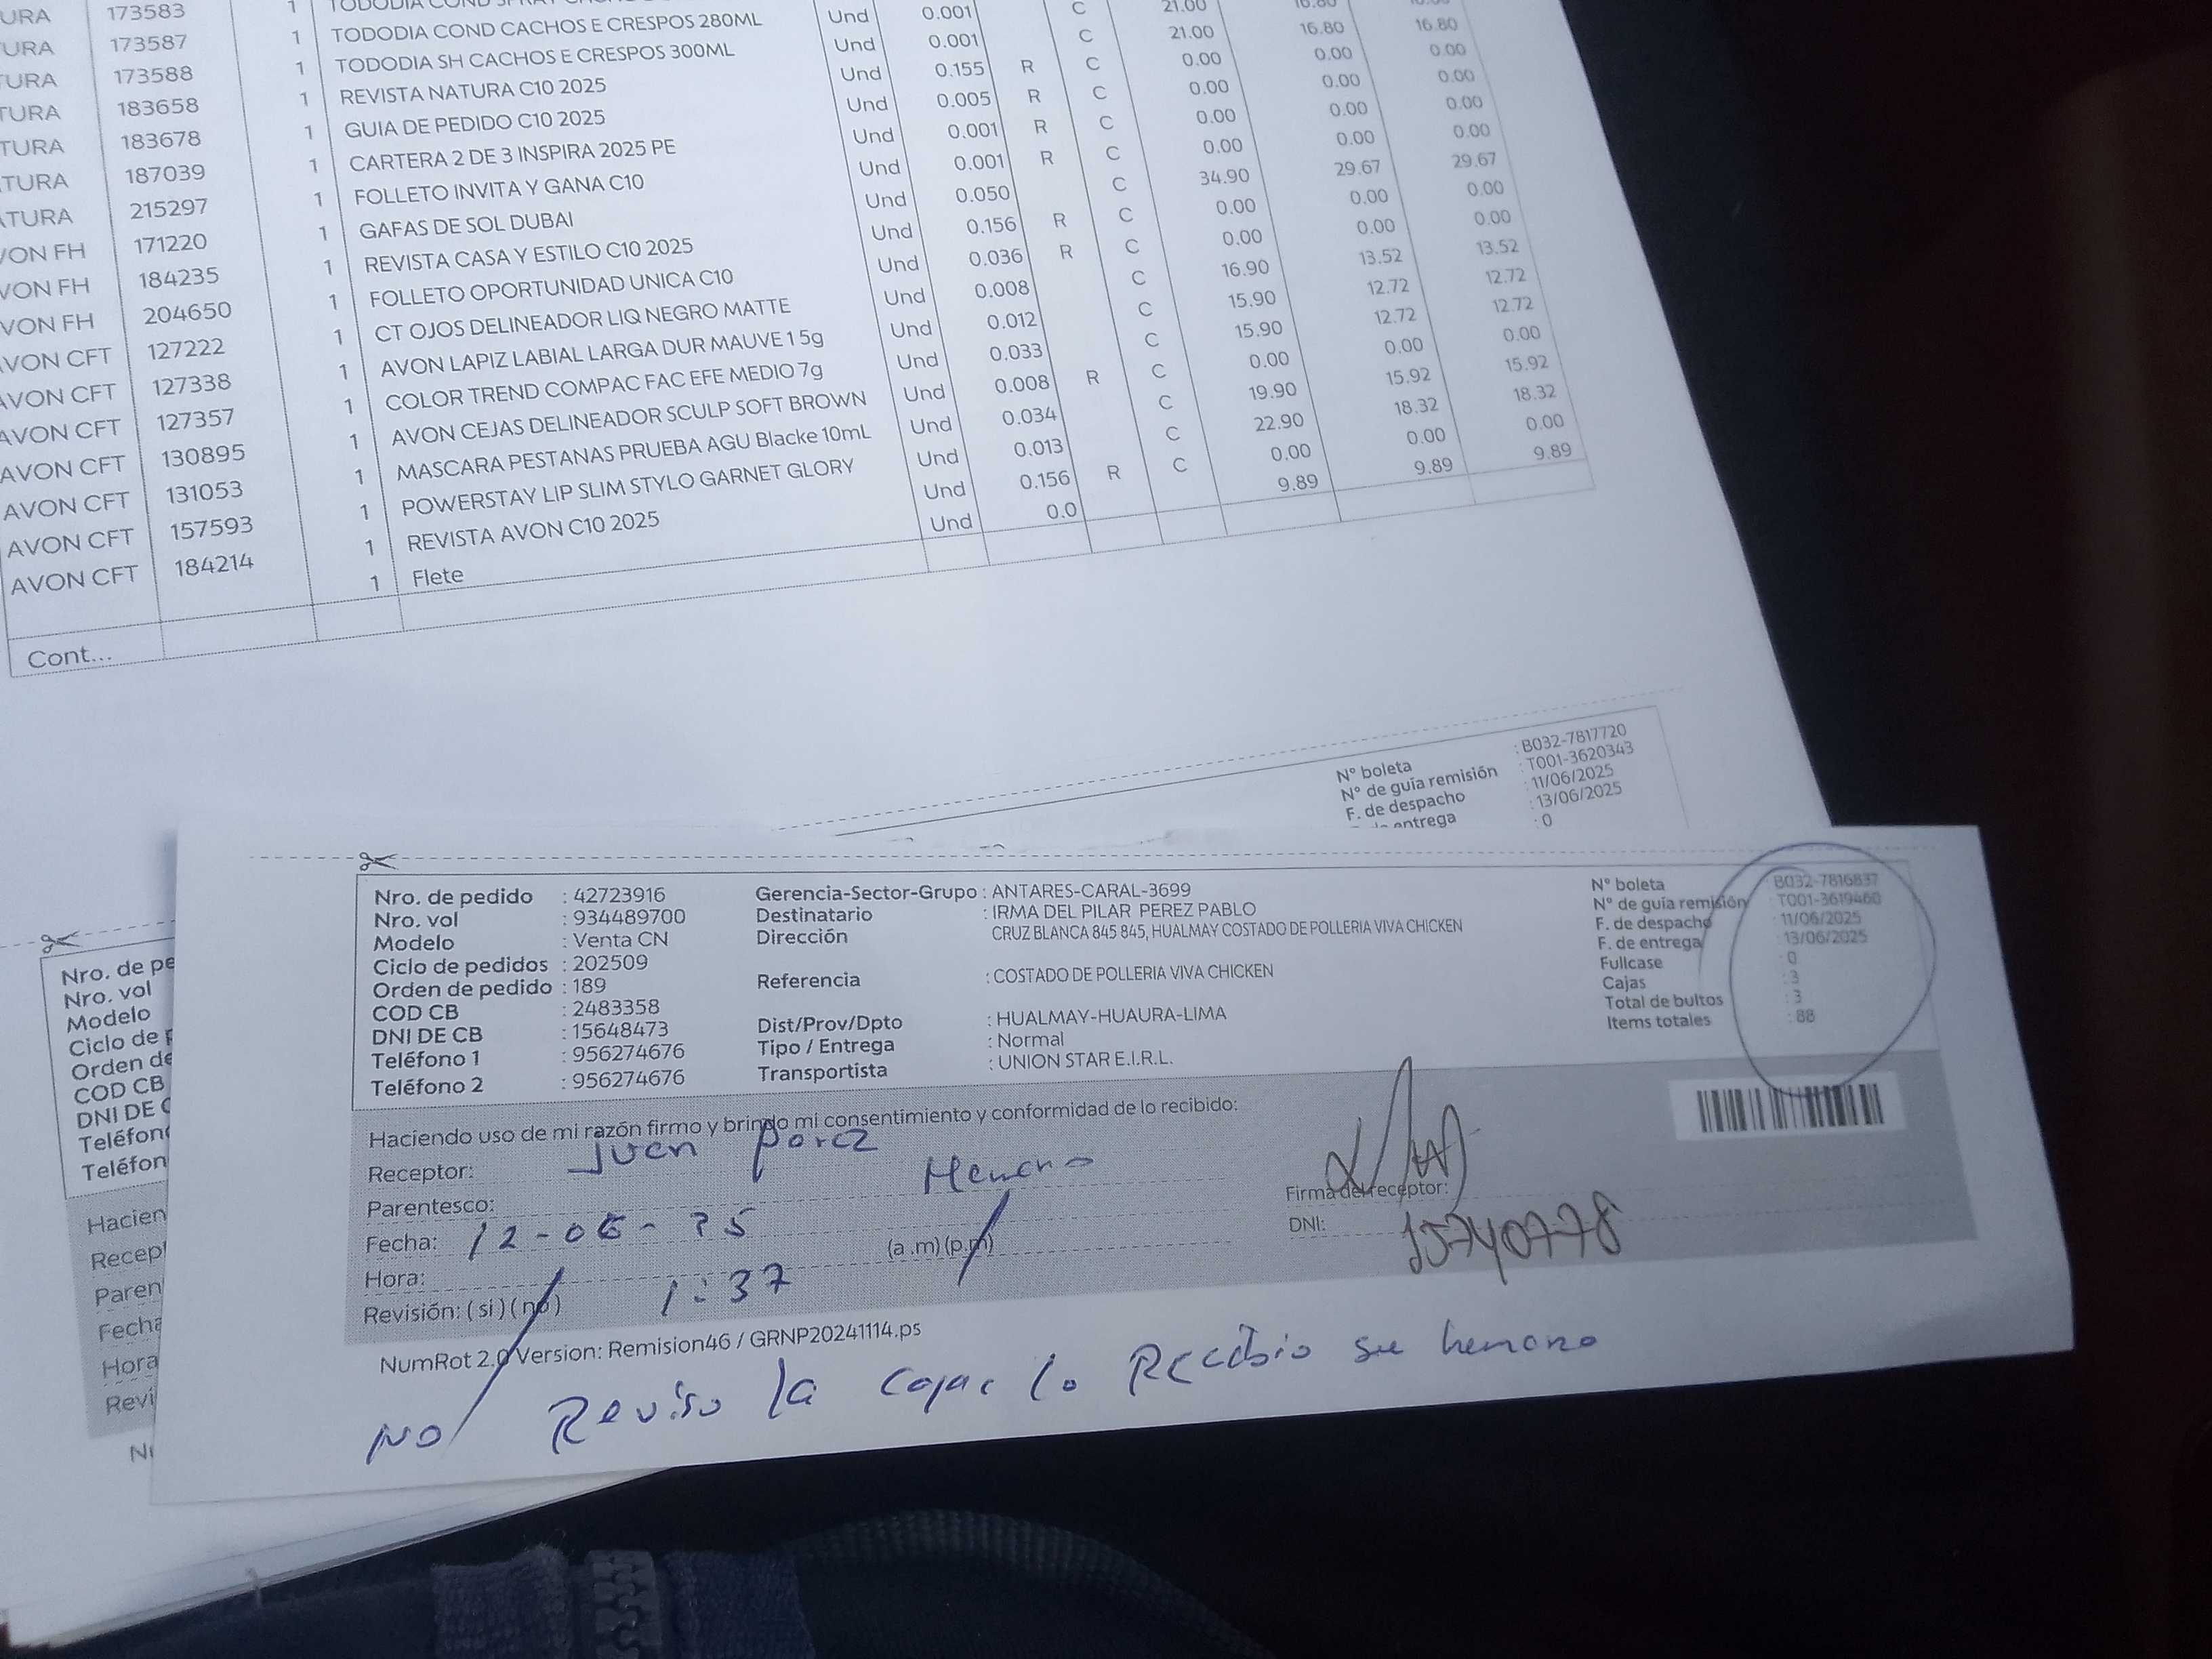 URA 173583 1 TODODIA COND 21.00 16.80
URA 173587 1 TODODIA COND CACHOS E CRESPOS 280ML Und 0.001 C 21.00 16.80 16.80
TURA 173588 1 TODODIA SH CACHOS E CRESPOS 300ML Und 0.001 C 0.00 0.00 0.00
TURA 183658 1 REVISTA NATURA C10 2025 Und 0.155 R C 0.00 0.00 0.00
TURA 183678 1 GUIA DE PEDIDO C10 2025 Und 0.005 R C 0.00 0.00 0.00
TURA 187039 1 CARTERA 2 DE 3 INSPIRA 2025 PE Und 0.001 R C 0.00 0.00 0.00
ATURA 215297 1 FOLLETO INVITA Y GANA C10 Und 0.001 R C 34.90 29.67 29.67
VON FH 171220 1 GAFAS DE SOL DUBAI Und 0.050 C 0.00 0.00 0.00
VON FH 184235 1 REVISTA CASA Y ESTILO C10 2025 Und 0.156 R C 0.00 0.00 0.00
VON FH 204650 1 FOLLETO OPORTUNIDAD UNICA C10 Und 0.036 R C 16.90 13.52 13.52
AVON CFT 127222 1 CT OJOS DELINEADOR LIQ NEGRO MATTE Und 0.008 C 15.90 12.72 12.72
AVON CFT 127338 1 AVON LAPIZ LABIAL LARGA DUR MAUVE 1 5g Und 0.012 C 15.90 12.72 12.72
AVON CFT 127357 1 COLOR TREND COMPAC FAC EFE MEDIO 7g Und 0.033 C 0.00 0.00 0.00
AVON CFT 130895 1 AVON CEJAS DELINEADOR SCULP SOFT BROWN Und 0.008 R C 19.90 15.92 15.92
AVON CFT 131053 1 MASCARA PESTANAS PRUEBA AGU Blacke 10mL Und 0.034 C 22.90 18.32 18.32
AVON CFT 157593 1 POWERSTAY LIP SLIM STYLO GARNET GLORY Und 0.013 C 0.00 0.00 0.00
AVON CFT 184214 1 REVISTA AVON C10 2025 Und 0.156 R C 9.89 9.89 9.89
1 Flete Und 0.0
Cont...
N° boleta : B032-7817720
N° de guía remisión : T001-3620343
F. de despacho : 11/06/2025
entrega : 13/06/2025
: 0
Nro. de pedido : 42723916 Gerencia-Sector-Grupo : ANTARES-CARAL-3699 N° boleta : B032-7816837
Nro. vol : 934489700 Destinatario : IRMA DEL PILAR PEREZ PABLO N° de guía remisión : T001-3619460
Modelo : Venta CN Dirección CRUZ BLANCA 845 845, HUALMAY COSTADO DE POLLERIA VIVA CHICKEN F. de despacho : 11/06/2025
Ciclo de pedidos : 202509 F. de entrega : 13/06/2025
Orden de pedido : 189 Referencia : COSTADO DE POLLERIA VIVA CHICKEN Fullcase : 0
COD CB : 2483358 Cajas : 3
DNI DE CB : 15648473 Dist/Prov/Dpto : HUALMAY-HUAURA-LIMA Total de bultos : 3
Teléfono 1 : 956274676 Tipo / Entrega : Normal Items totales : 88
Teléfono 2 : 956274676 Transportista : UNION STAR E.I.R.L.
Haciendo uso de mi razón firmo y brindo mi consentimiento y conformidad de lo recibido:
Receptor: Juen perez
Parentesco: Hemeno Firma del receptor:
Fecha: 12-06-25 DNI: 15740778
Hora: 1:37 (a .m) (p.m)
Revisión: ( si ) ( no )
NumRot 2.0 Version: Remision46 / GRNP20241114.ps
NO Reviso la cajac lo Recibio su hemeno
Nro. de pe
Nro. vol
Modelo
Ciclo de p
Orden de
COD CB
DNI DE C
Teléfono
Teléfon
Hacien
Recept
Paren
Fecha
Hora
Revi
N